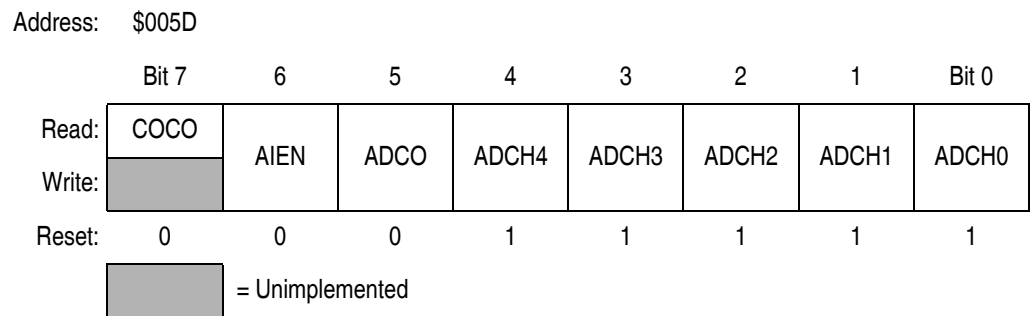 Address: $005D
Bit 7 6 5 4 3 2 1 Bit 0
Read: COCO
AIEN ADCO ADCH4 ADCH3 ADCH2 ADCH1 ADCH0
Write:
Reset: 0 0 0 1 1 1 1 1
= Unimplemented